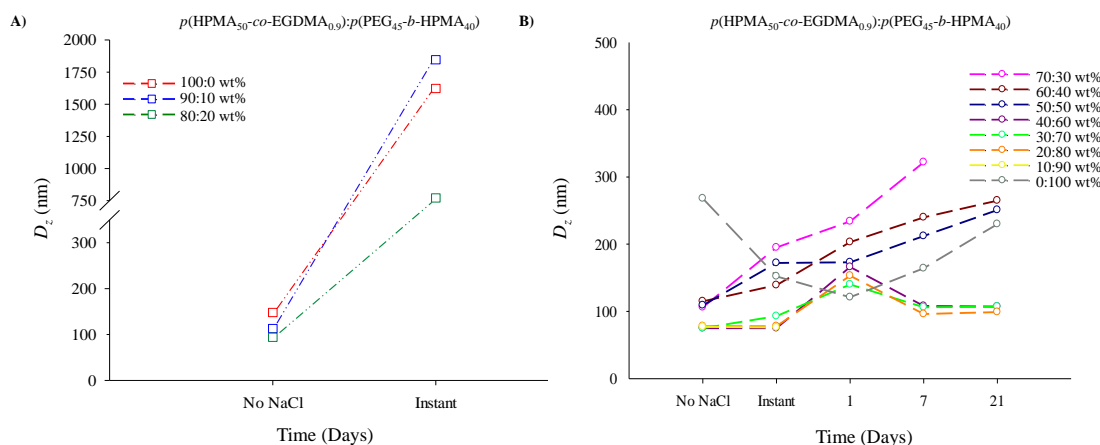 A)
p(HPMA50-co-EGDMA0.9):p(PEG45-b-HPMA40)
2000
1750
1500
1250
1000
750
300
200
100
0
Dz (nm)
100:0 wt%
90:10 wt%
80:20 wt%
No NaCl Instant
Time (Days)
B)
p(HPMA50-co-EGDMA0.9):p(PEG45-b-HPMA40)
500
400
300
200
100
0
Dz (nm)
70:30 wt%
60:40 wt%
50:50 wt%
40:60 wt%
30:70 wt%
20:80 wt%
10:90 wt%
0:100 wt%
No NaCl Instant 1 7 21
Time (Days)